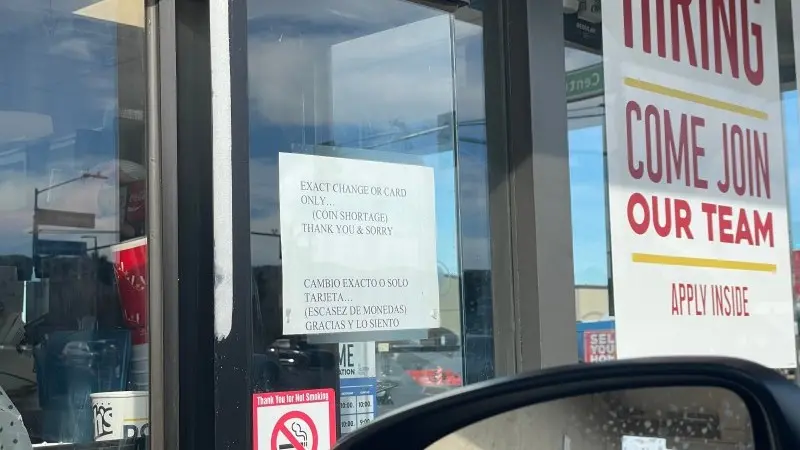 HIRING
COME JOIN
OUR TEAM
APPLY INSIDE
EXACT CHANGE OR CARD
ONLY...
(COIN SHORTAGE)
THANK YOU & SORRY
CAMBIO EXACTO O SOLO
TARJETA...
(ESCASEZ DE MONEDAS)
GRACIAS Y LO SIENTO
Thank You for Not Smoking